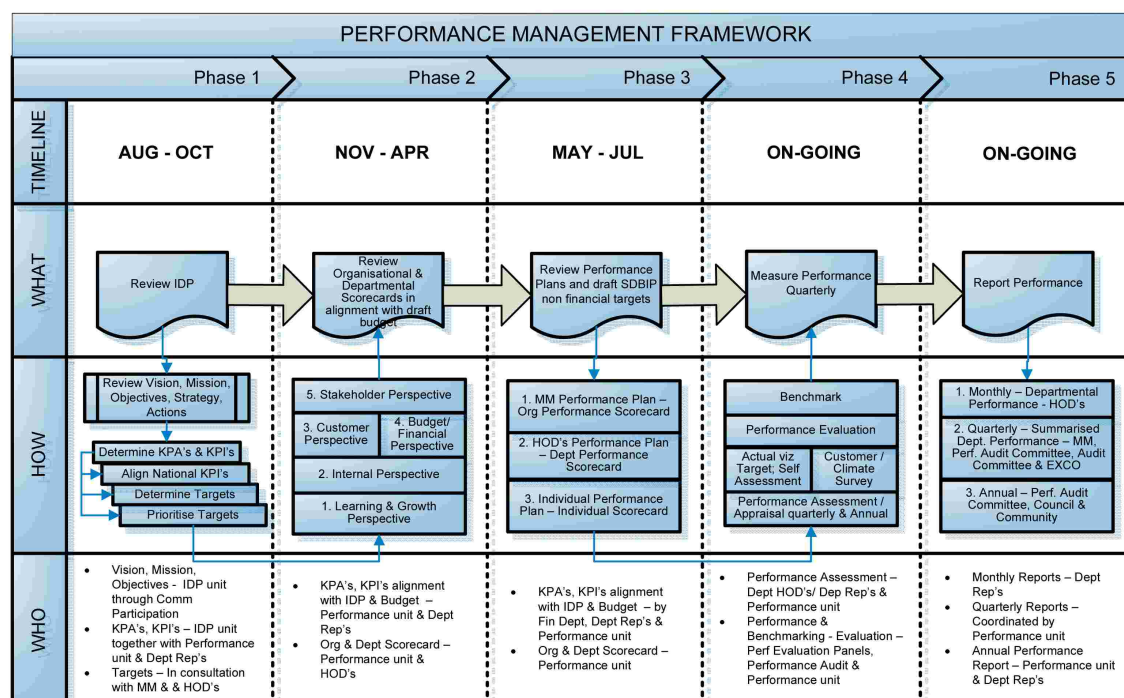 PERFORMANCE MANAGEMENT FRAMEWORK
Phase 1
Phase 2
Phase 3
Phase 4
Phase 5
TIMELINE
AUG - OCT
NOV - APR
MAY - JUL
ON-GOING
ON-GOING
WHAT
Review IDP
Review
Organisational &
Departmental
Scorecards in
alignment with draft
budget
Review Performance
Plans and draft SDBIP
non financial targets
Measure Performance
Quarterly
Report Performance
HOW
Review Vision, Mission,
Objectives, Strategy,
Actions
Determine KPA's & KPI's
Align National KPI's
Determine Targets
Prioritise Targets
5. Stakeholder Perspective
3. Customer
Perspective
4. Budget/
Financial
Perspective
2. Internal Perspective
1. Learning & Growth
Perspective
1. MM Performance Plan –
Org Performance Scorecard
2. HOD's Performance Plan
– Dept Performance
Scorecard
3. Individual Performance
Plan – Individual Scorecard
Benchmark
Performance Evaluation
Actual viz
Target; Self
Assessment
Customer /
Climate
Survey
Performance Assessment /
Appraisal quarterly & Annual
1. Monthly – Departmental
Performance - HOD's
2. Quarterly – Summarised
Dept. Performance – MM,
Perf. Audit Committee, Audit
Committee & EXCO
3. Annual – Perf. Audit
Committee, Council &
Community
WHO
• Vision, Mission,
Objectives - IDP unit
through Comm
Participation
• KPA's, KPI's – IDP unit
together with Performance
unit & Dept Rep's
• Targets – In consultation
with MM & & HOD's
• KPA's, KPI's alignment
with IDP & Budget –
Performance unit & Dept
Rep's
• Org & Dept Scorecard –
Performance unit &
HOD's
• KPA's, KPI's alignment
with IDP & Budget – by
Fin Dept, Dept Rep's &
Performance unit
• Org & Dept Scorecard –
Performance unit
• Performance Assessment –
Dept HOD's/ Dep Rep's &
Performance unit
• Performance &
Benchmarking - Evaluation –
Perf Evaluation Panels,
Performance Audit &
Performance unit
• Monthly Reports – Dept
Rep's
• Quarterly Reports –
Coordinated by
Performance unit
• Annual Performance
Report – Performance unit
& Dept Rep's